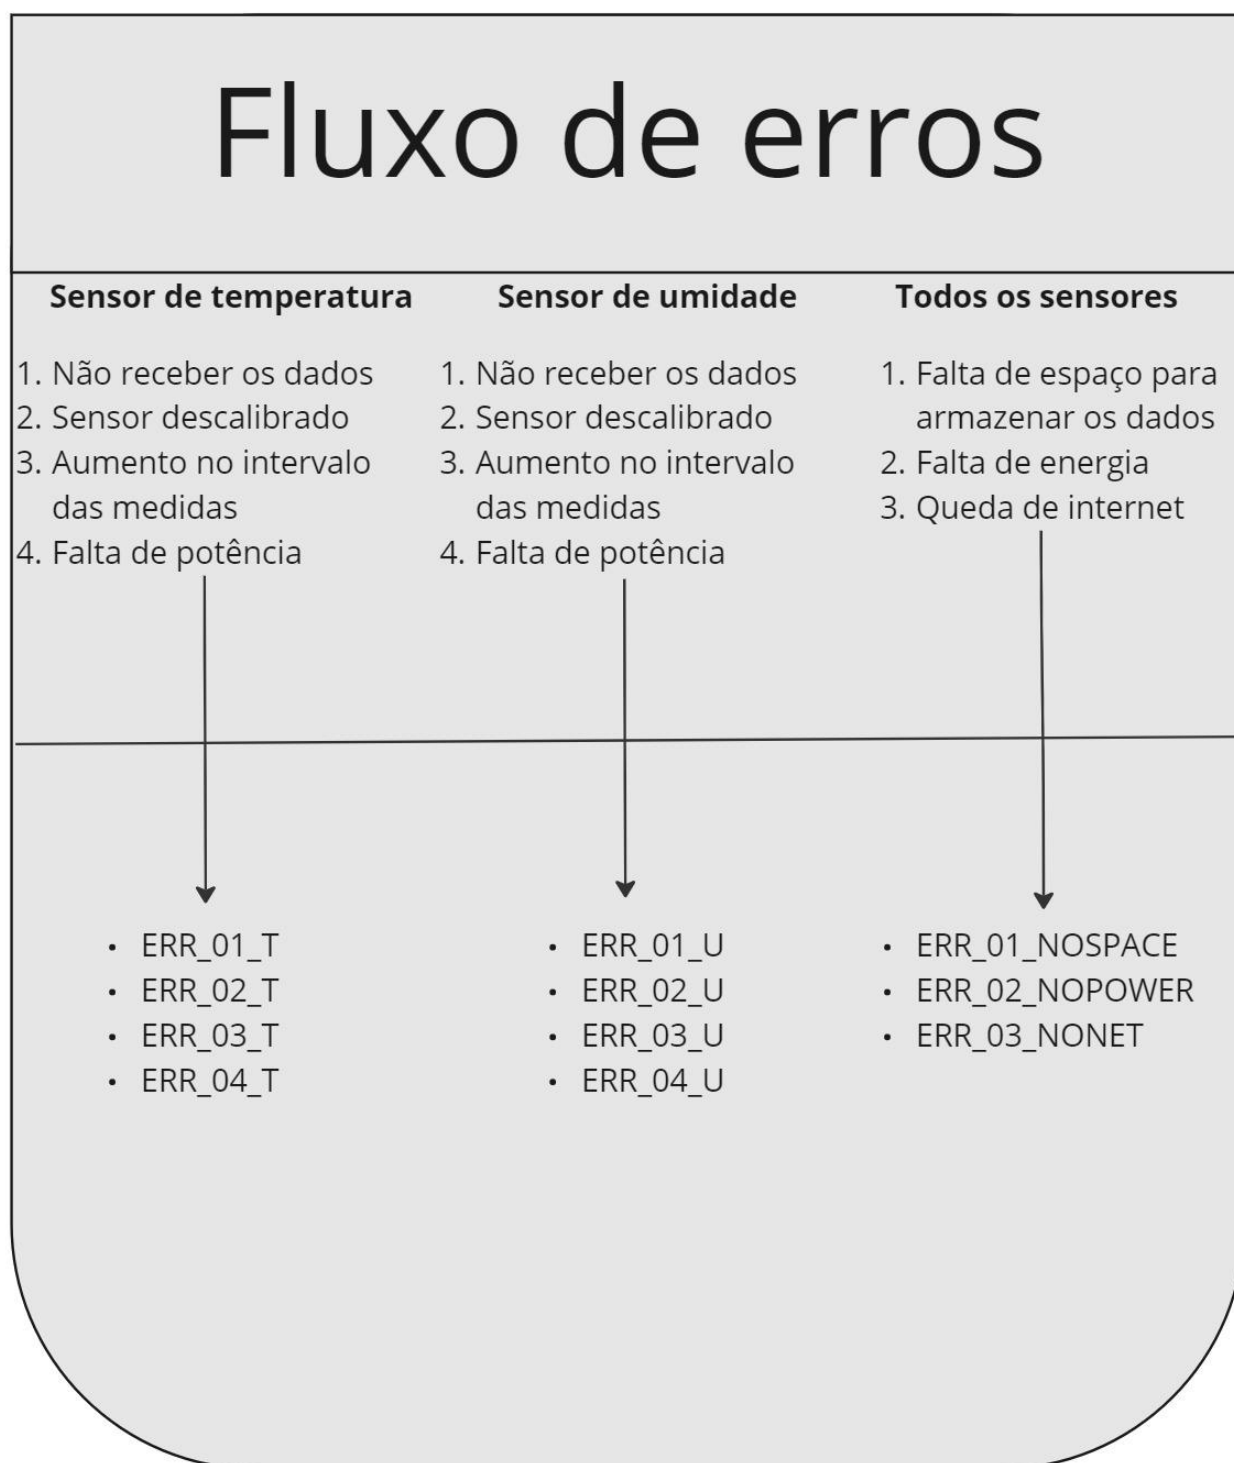 Fluxo de erros
Sensor de temperatura
1. Não receber os dados
2. Sensor descalibrado
3. Aumento no intervalo
das medidas
4. Falta de potência
Sensor de umidade
1. Não receber os dados
2. Sensor descalibrado
3. Aumento no intervalo
das medidas
4. Falta de potência
Todos os sensores
1. Falta de espaço para
armazenar os dados
2. Falta de energia
3. Queda de internet
• ERR_01_T
• ERR_02_T
• ERR_03_T
• ERR_04_T
• ERR_01_U
• ERR_02_U
• ERR_03_U
• ERR_04_U
• ERR_01_NOSPACE
• ERR_02_NOPOWER
• ERR_03_NONET